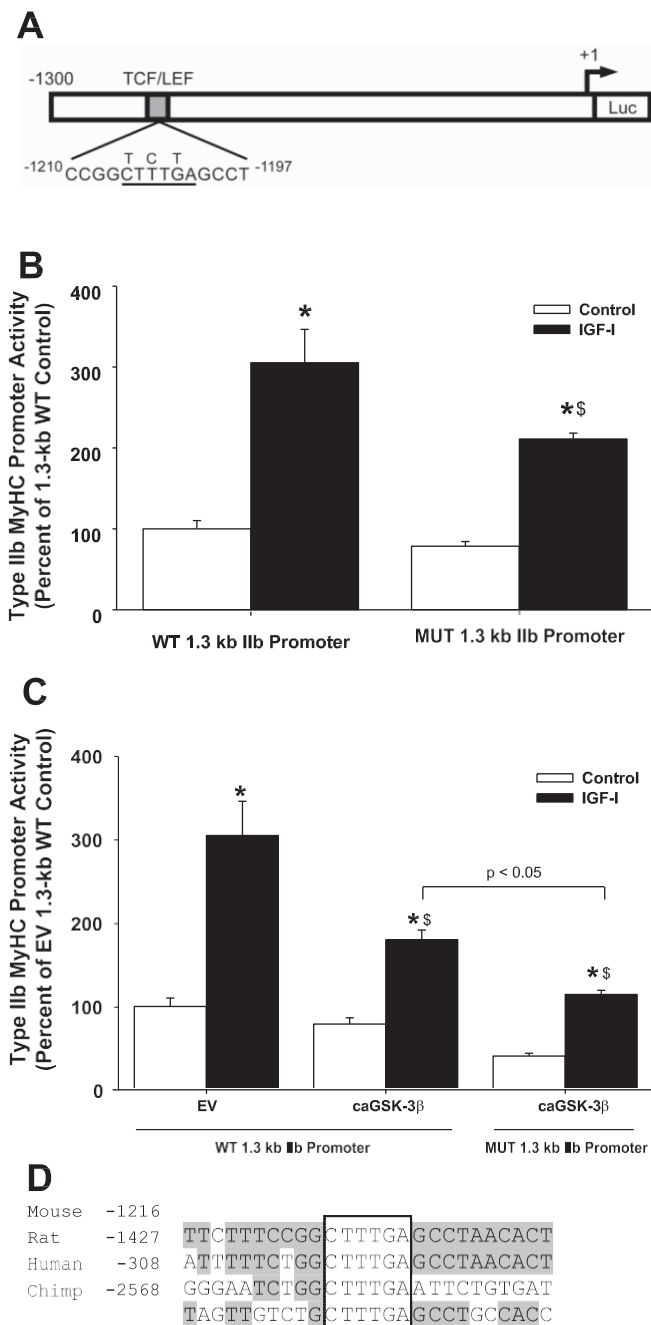 A
-1300 TCF/LEF +1
Luc
T C T
-1210 CCGGCTTTGAGCCT -1197
B
Type IIb MyHC Promoter Activity
(Percent of 1.3-kb WT Control)
400
300
200
100
0
Control
IGF-I
*
*$
WT 1.3 kb IIb Promoter
MUT 1.3 kb IIb Promoter
C
Type IIb MyHC Promoter Activity
(Percent of EV 1.3-kb WT Control)
400
300
200
100
0
Control
IGF-I
*
p < 0.05
*$
*$
EV
caGSK-3β
caGSK-3β
WT 1.3 kb IIb Promoter
MUT 1.3 kb IIb Promoter
D
Mouse -1216
Rat -1427
Human -308
Chimp -2568
TTCTTTCCGGCTTTGAGCCTAACACT
ATTTTTCTGGCTTTGAGCCTAACACT
GGGAATCTGGCTTTGAATTCTGTGAT
TAGTTGTCTGCTTTGAGCCTGCCACC